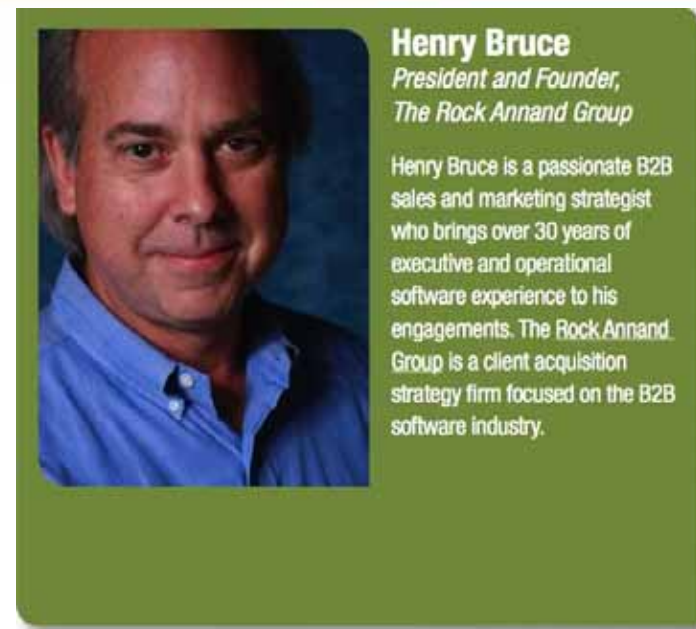 Henry Bruce
President and Founder,
The Rock Annand Group
Henry Bruce is a passionate B2B
sales and marketing strategist
who brings over 30 years of
executive and operational
software experience to his
engagements. The Rock Annand
Group is a client acquisition
strategy firm focused on the B2B
software industry.